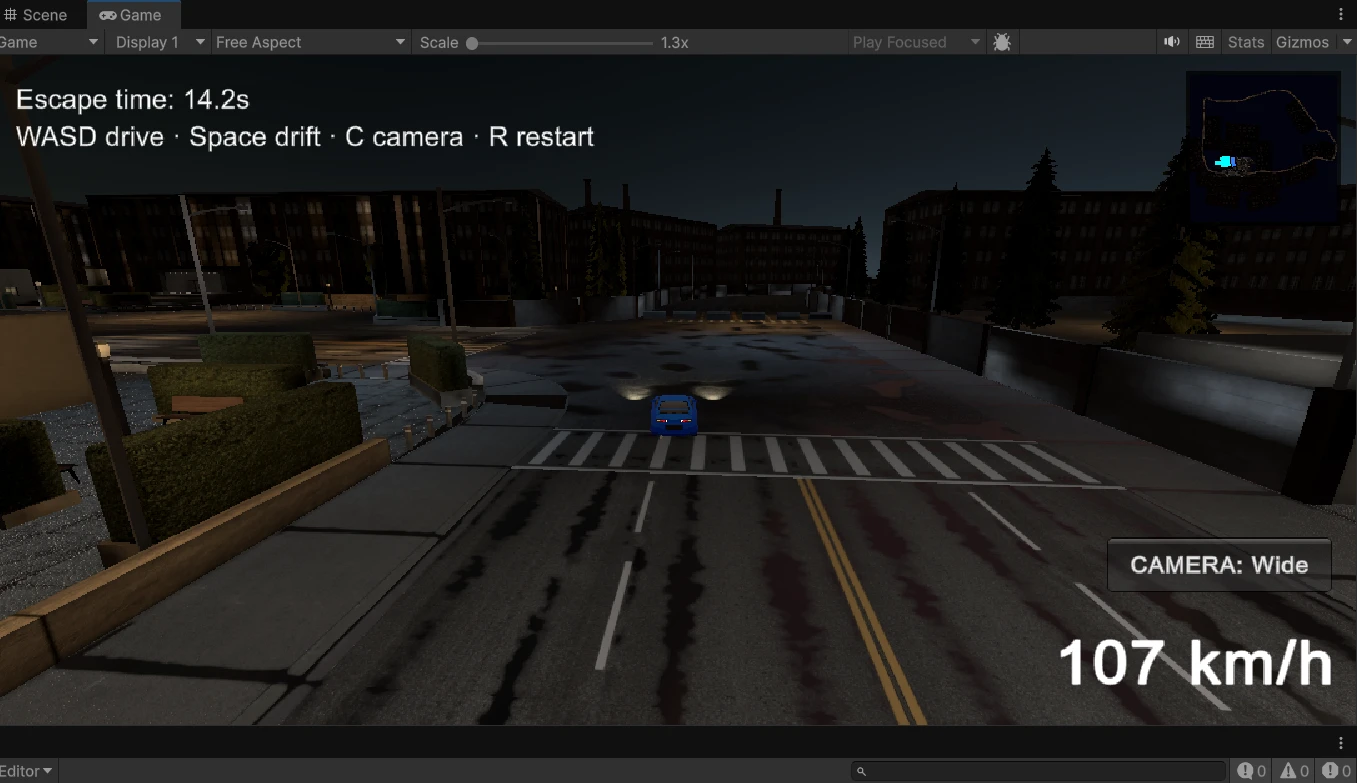 Scene
Game
Game
Display 1
Free Aspect
Scale
1.3x
Play Focused
Stats
Gizmos
Escape time: 14.2s
WASD drive · Space drift · C camera · R restart
CAMERA: Wide
107 km/h
Editor
0
0
0